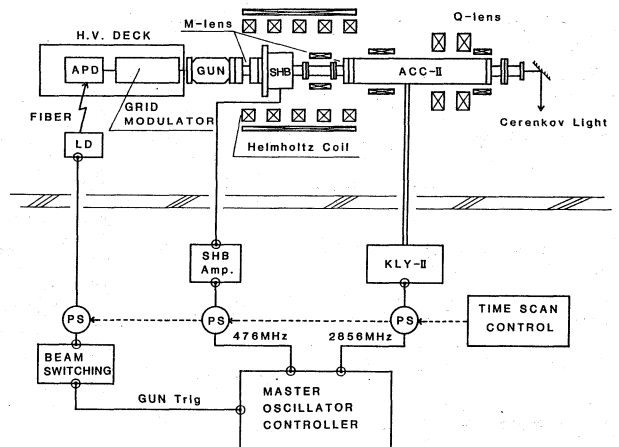 M-lens
Q-lens
H.V. DECK
APD
GUN
SHB
ACC-II
FIBER
GRID
MODULATOR
LD
Helmholtz Coil
Cerenkov Light
SHB
Amp.
KLY-II
PS
PS
PS
TIME SCAN
CONTROL
476MHz
2856MHz
BEAM
SWITCHING
GUN Trig
MASTER
OSCILLATOR
CONTROLLER